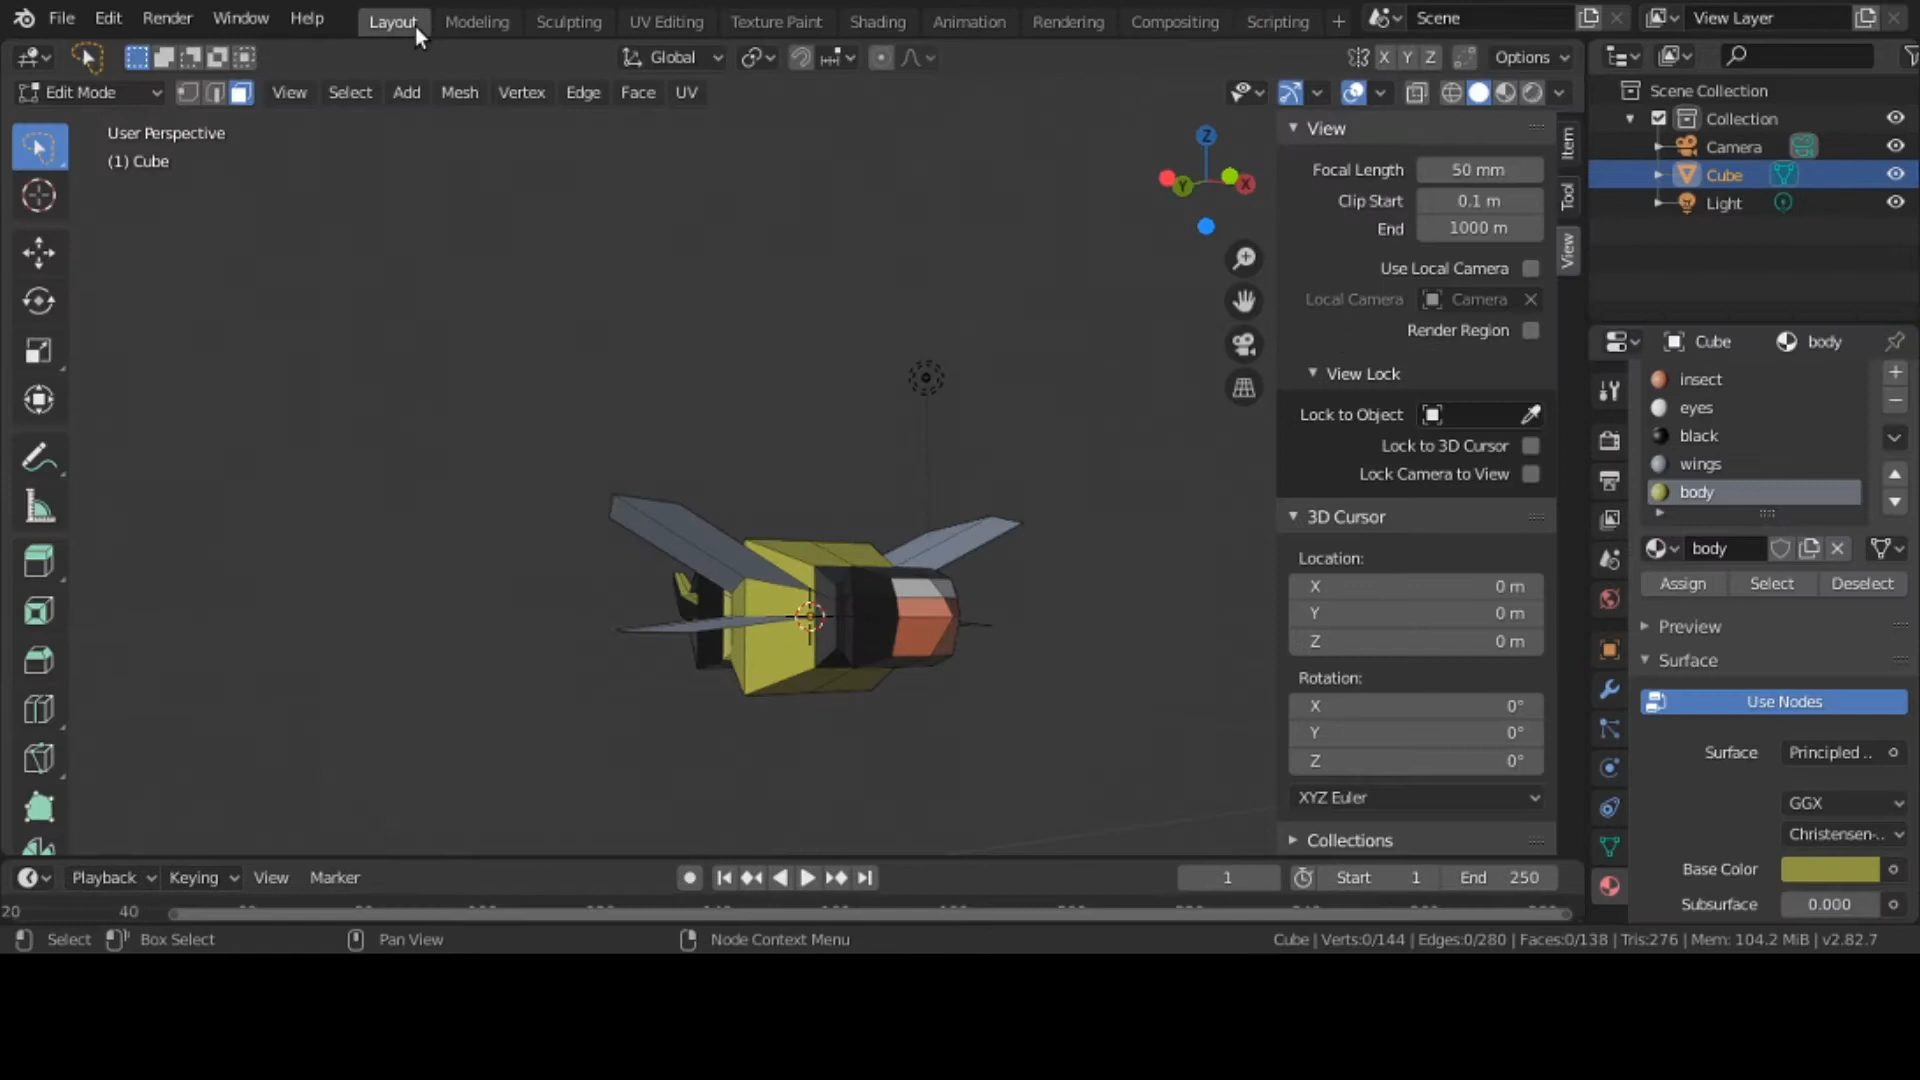 File Edit Render Window Help Layout Modeling Sculpting UV Editing Texture Paint Shading Animation Rendering Compositing Scripting + Scene View Layer
Global X Y Z Options
Edit Mode View Select Add Mesh Vertex Edge Face UV
User Perspective
(1) Cube
Z
Y
X
View
Focal Length 50 mm
Clip Start 0.1 m
End 1000 m
Use Local Camera
Local Camera Camera
Render Region
View Lock
Lock to Object
Lock to 3D Cursor
Lock Camera to View
3D Cursor
Location:
X 0 m
Y 0 m
Z 0 m
Rotation:
X 0°
Y 0°
Z 0°
XYZ Euler
Collections
Item
Tool
View
Scene Collection
Collection
Camera
Cube
Light
Cube body
insect
eyes
black
wings
body
body
Assign Select Deselect
Preview
Surface
Use Nodes
Surface Principled ..
GGX
Christensen-..
Base Color
Subsurface 0.000
Playback Keying View Marker 1 Start 1 End 250
20 40
Select Box Select Pan View Node Context Menu Cube | Verts:0/144 | Edges:0/280 | Faces:0/138 | Tris:276 | Mem: 104.2 MiB | v2.82.7